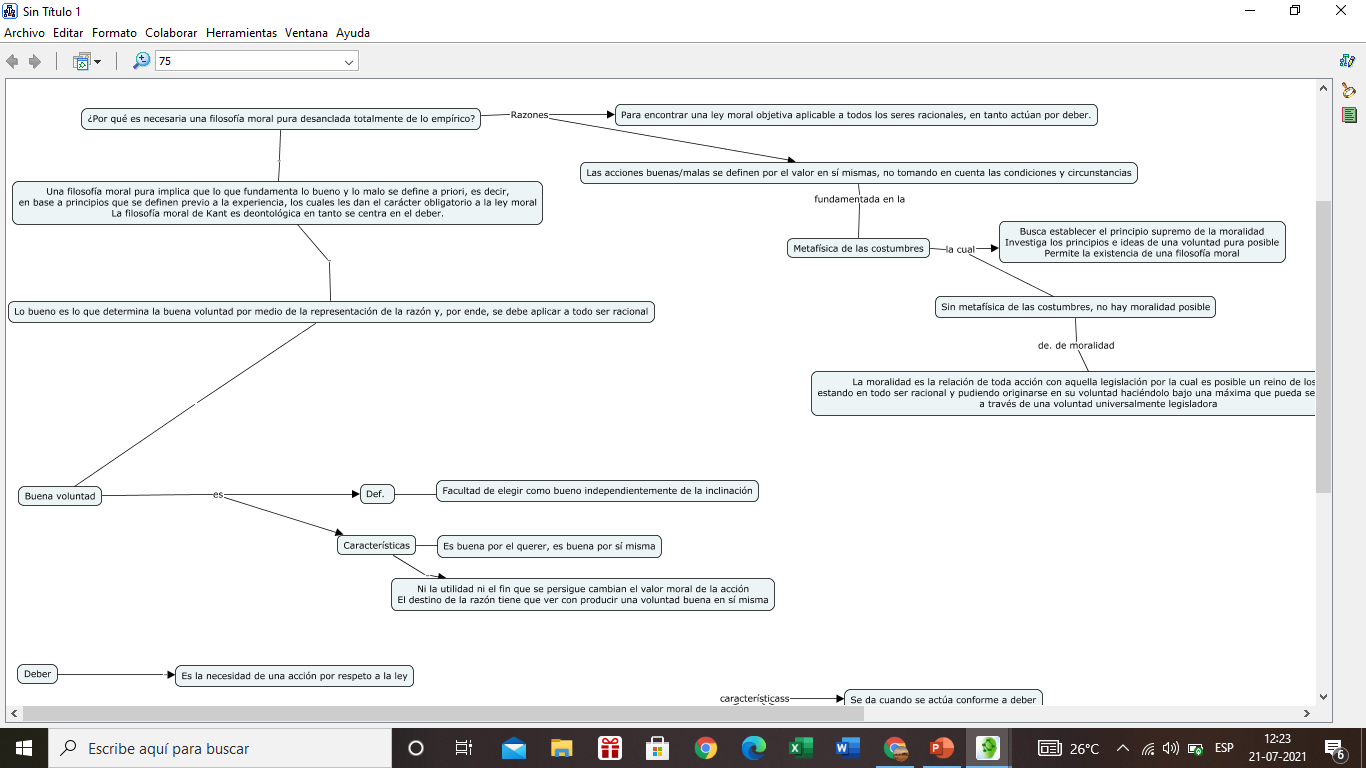 Sin Título 1
Archivo Editar Formato Colaborar Herramientas Ventana Ayuda
75
¿Por qué es necesaria una filosofía moral pura desanclada totalmente de lo empírico?
Razones
Para encontrar una ley moral objetiva aplicable a todos los seres racionales, en tanto actúan por deber.
Las acciones buenas/malas se definen por el valor en sí mismas, no tomando en cuenta las condiciones y circunstancias
Una filosofía moral pura implica que lo que fundamenta lo bueno y lo malo se define a priori, es decir,
en base a principios que se definen previo a la experiencia, los cuales les dan el carácter obligatorio a la ley moral
La filosofía moral de Kant es deontológica en tanto se centra en el deber.
fundamentada en la
Metafísica de las costumbres
la cual
Busca establecer el principio supremo de la moralidad
Investiga los principios e ideas de una voluntad pura posible
Permite la existencia de una filosofía moral
Sin metafísica de las costumbres, no hay moralidad posible
Lo bueno es lo que determina la buena voluntad por medio de la representación de la razón y, por ende, se debe aplicar a todo ser racional
de. de moralidad
La moralidad es la relación de toda acción con aquella legislación por la cual es posible un reino de los
estando en todo ser racional y pudiendo originarse en su voluntad haciéndolo bajo una máxima que pueda se
a través de una voluntad universalmente legisladora
Buena voluntad
es
Def.
Facultad de elegir como bueno independientemente de la inclinación
Características
Es buena por el querer, es buena por sí misma
Ni la utilidad ni el fin que se persigue cambian el valor moral de la acción
El destino de la razón tiene que ver con producir una voluntad buena en sí misma
Deber
Es la necesidad de una acción por respeto a la ley
característicass
Se da cuando se actúa conforme a deber
Escribe aquí para buscar
26°C
ESP
12:23
21-07-2021
6